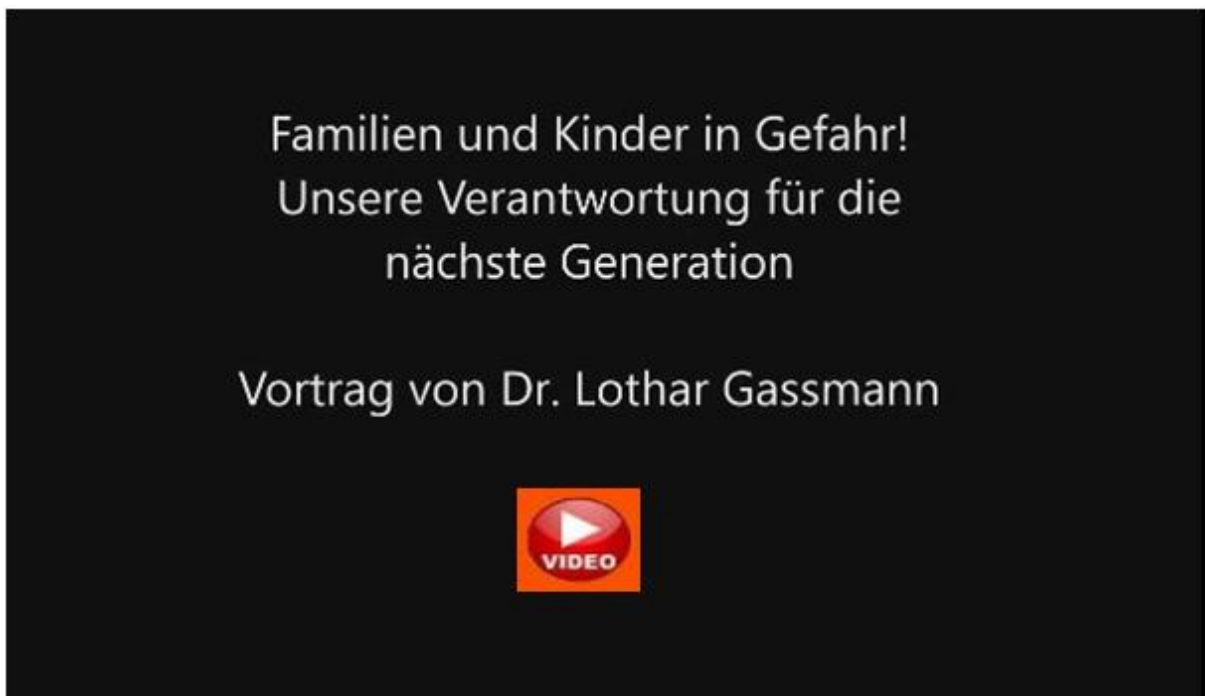 Familien und Kinder in Gefahr!
Unsere Verantwortung für die
nächste Generation
Vortrag von Dr. Lothar Gassmann
VIDEO